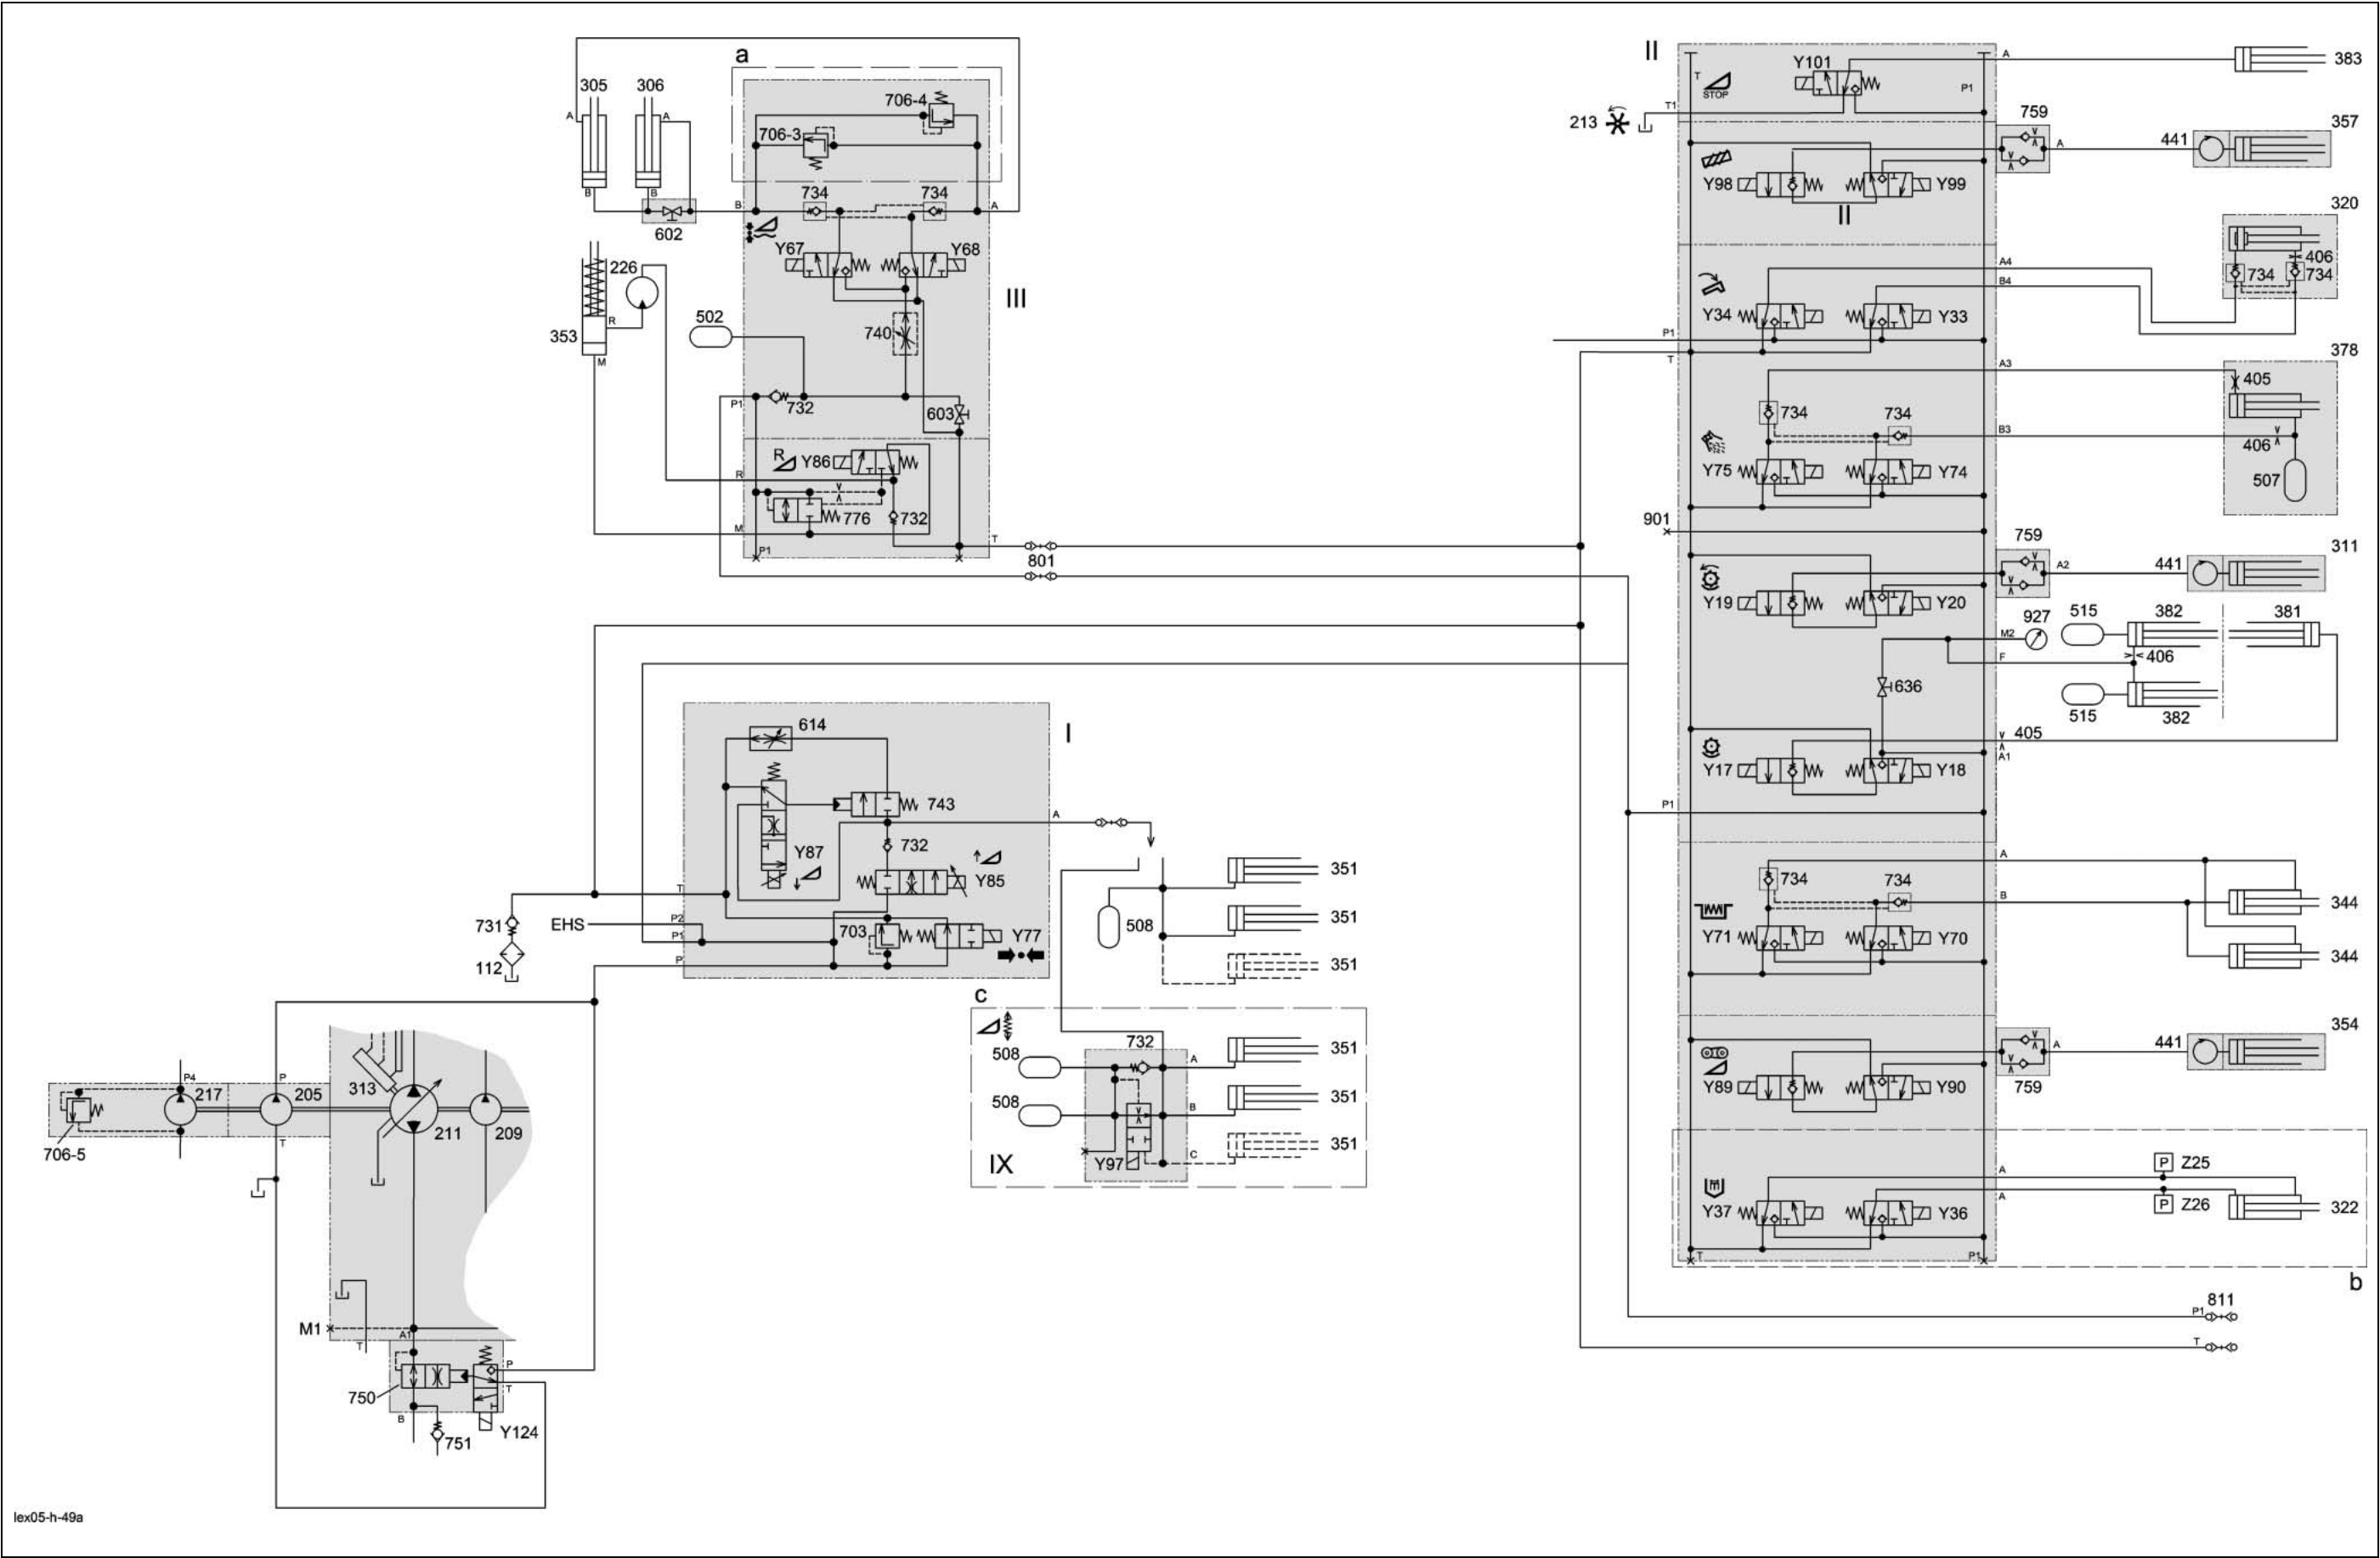 a
II
305
306
A
A
B
B
602
706-4
706-3
734
734
B
A
Y67
Y68
III
226
353
R
M
502
740
P1
732
603
R
Y86
R
776
732
M
P1
T
801
Y101
T
STOP
P1
A
383
T1
213
759
357
441
A
Y98
Y99
II
320
406
734
734
A4
B4
Y34
Y33
P1
T
378
A3
405
734
734
B3
406
507
Y75
Y74
901
759
311
A2
441
Y19
Y20
927
515
382
381
M2
406
F
636
515
382
405
A1
Y17
Y18
P1
I
614
743
A
732
Y87
Y85
T
731
EHS
P2
P1
703
Y77
P
112
351
351
508
351
A
734
734
B
344
344
Y71
Y70
c
732
508
351
A
508
351
B
351
C
Y97
IX
354
441
A
Y89
Y90
759
P4
217
P
205
313
211
209
706-5
T
M1
A1
T
P
T
750
B
751
Y124
A
Z25
A
Z26
322
Y37
Y36
T
P1
b
811
P1
T
lex05-h-49a